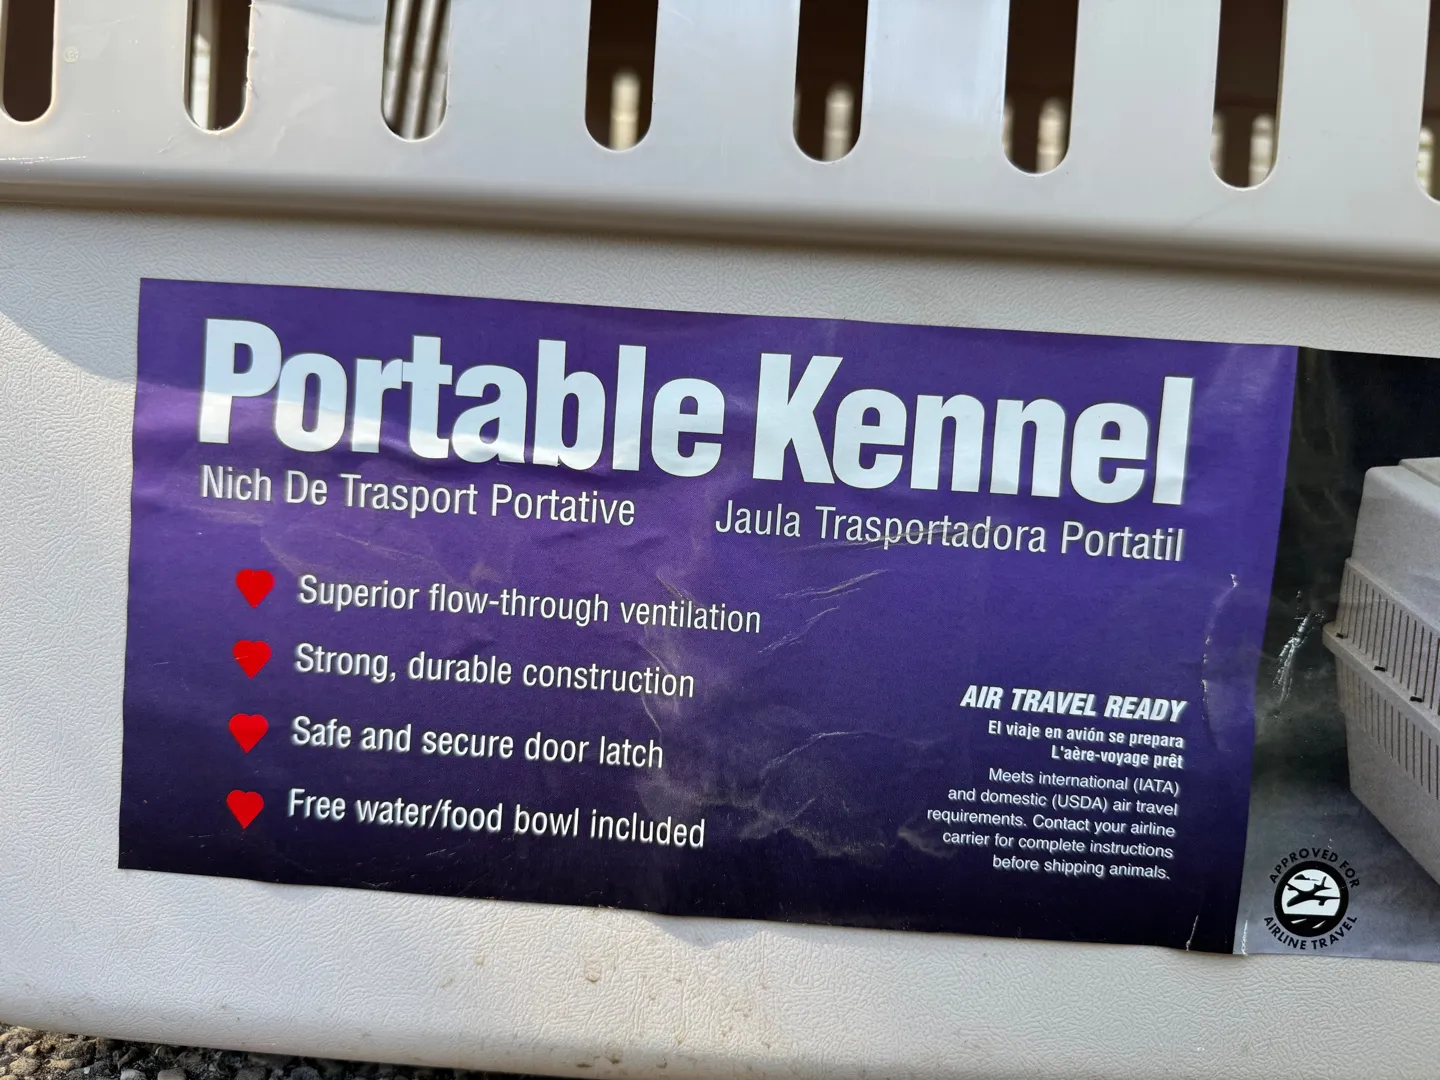 Portable Kennel
Nich De Trasport Portative
Jaula Trasportadora Portatil
Superior flow-through ventilation
Strong, durable construction
Safe and secure door latch
Free water/food bowl included
AIR TRAVEL READY
El viaje en avión se prepara
L'aère-voyage prêt
Meets international (IATA)
and domestic (USDA) air travel
requirements. Contact your airline
carrier for complete instructions
before shipping animals.
APPROVED FOR
AIRLINE TRAVEL